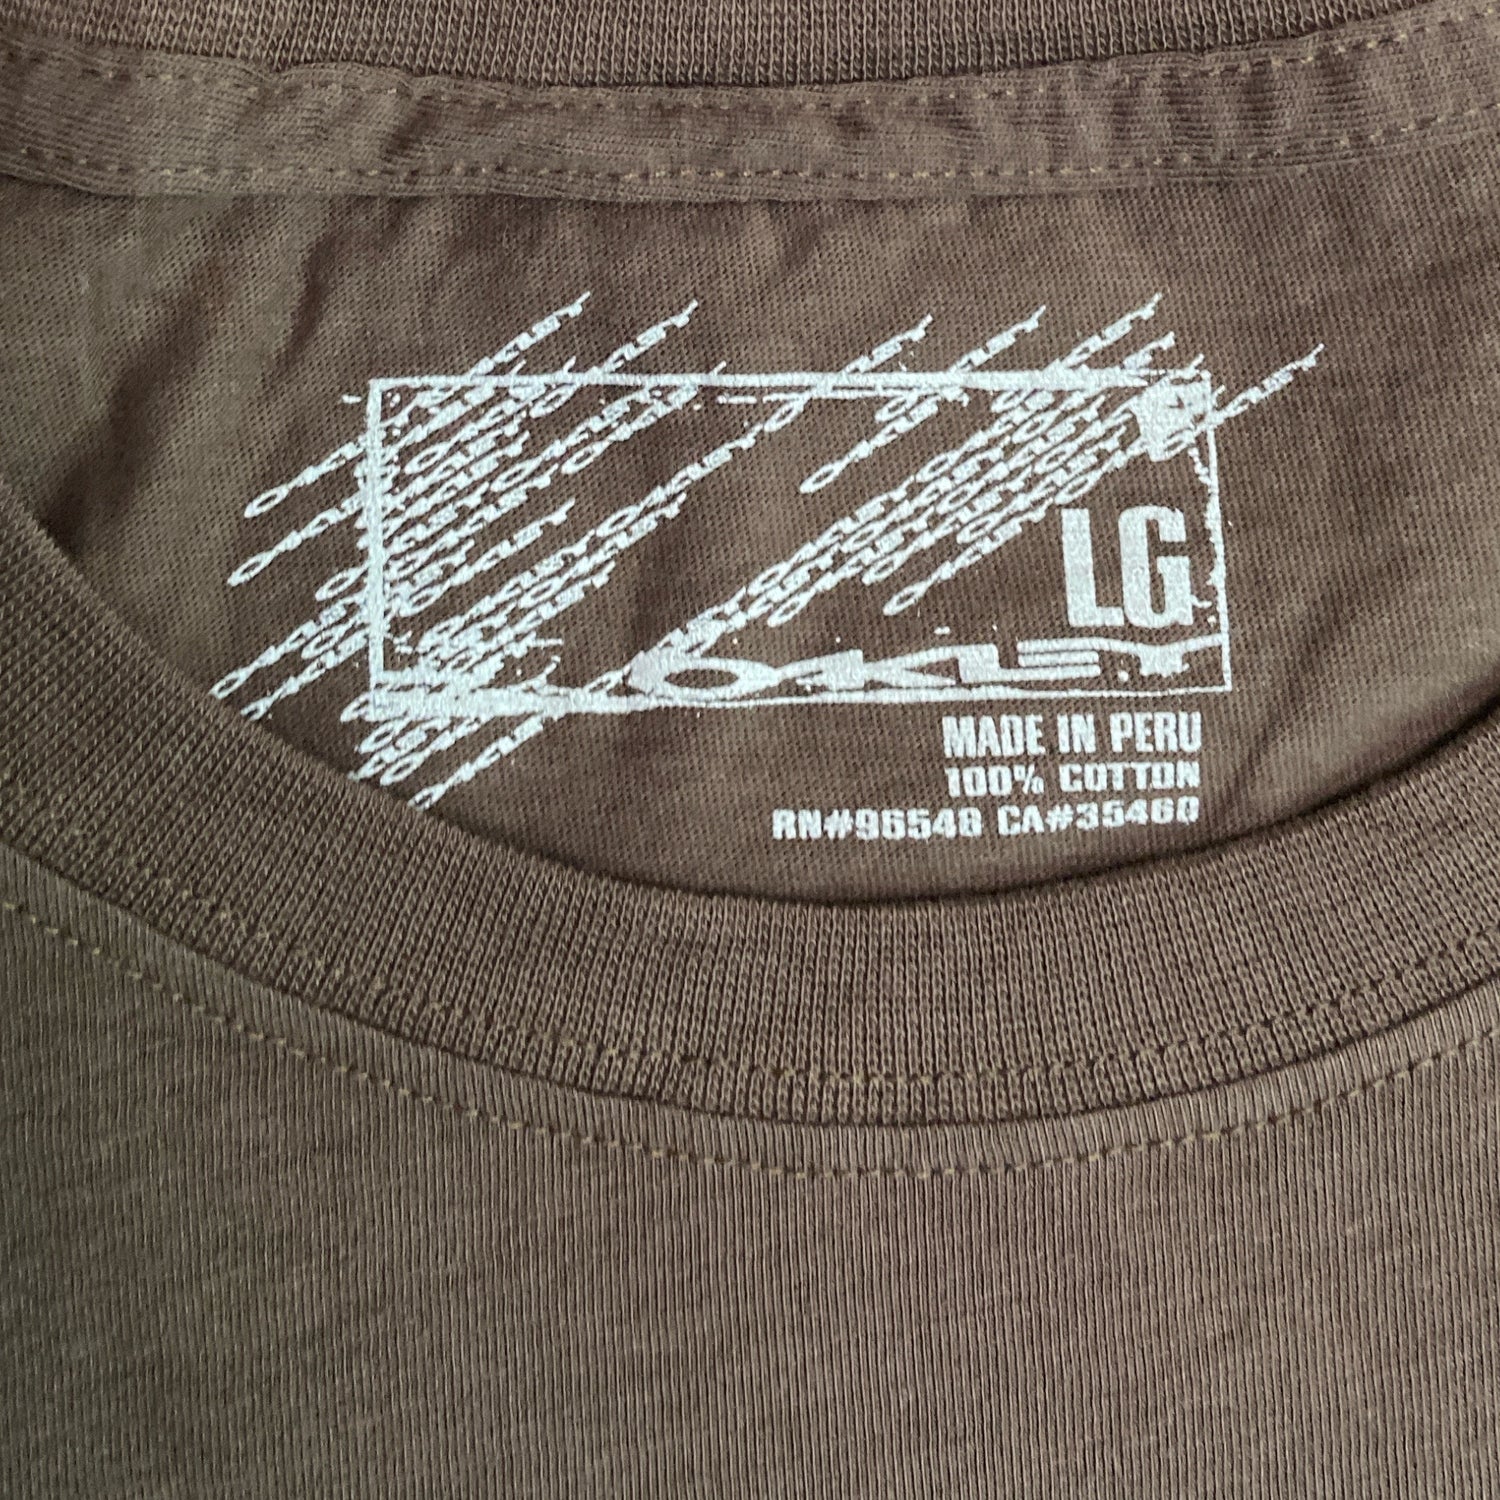 LG
OAKLEY
MADE IN PERU
100% COTTON
RN#96548 CA#35460